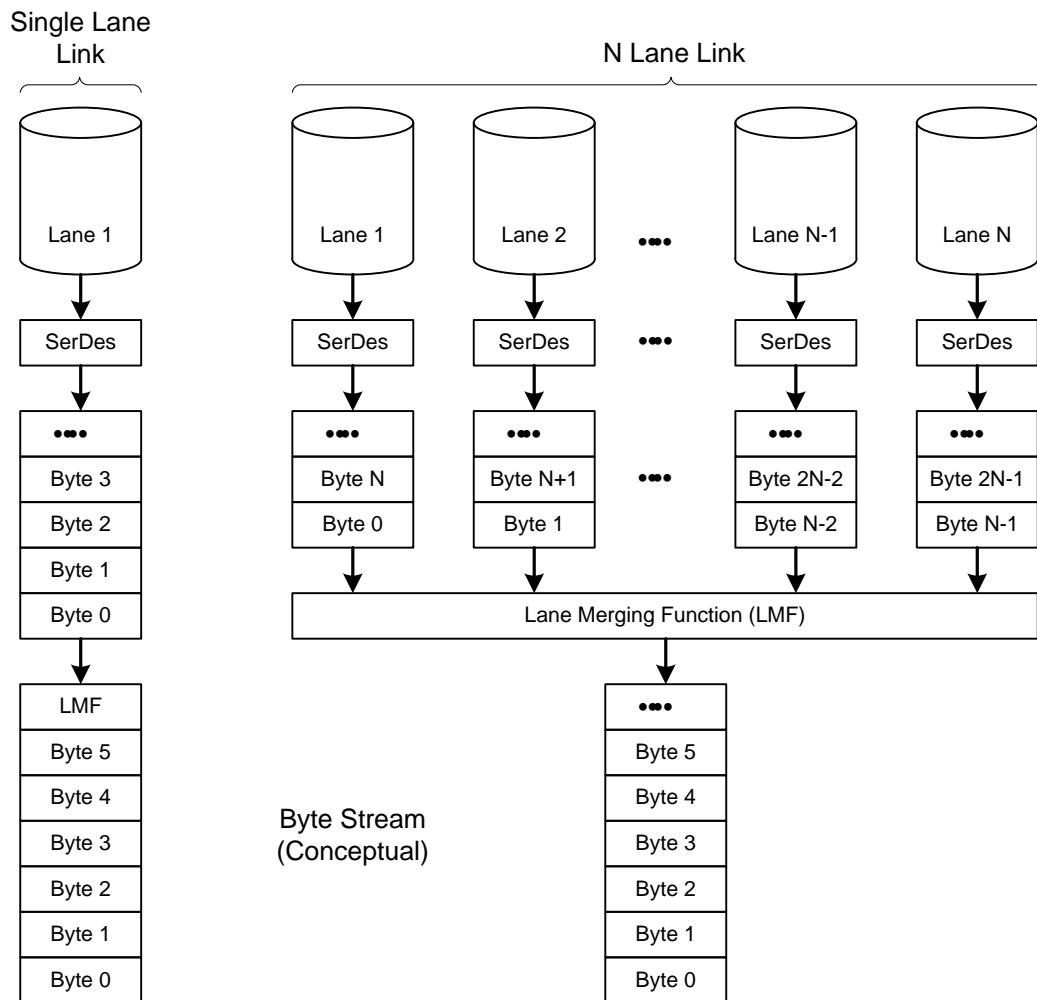 Single Lane
Link
N Lane Link
Lane 1
Lane 1
Lane 2
••••
Lane N-1
Lane N
SerDes
SerDes
SerDes
••••
SerDes
SerDes
••••
••••
••••
••••
••••
Byte 3
Byte N
Byte N+1
••••
Byte 2N-2
Byte 2N-1
Byte 2
Byte 0
Byte 1
Byte N-2
Byte N-1
Byte 1
Byte 0
Lane Merging Function (LMF)
LMF
••••
Byte 5
Byte 5
Byte 4
Byte 4
Byte Stream
(Conceptual)
Byte 3
Byte 3
Byte 2
Byte 2
Byte 1
Byte 1
Byte 0
Byte 0